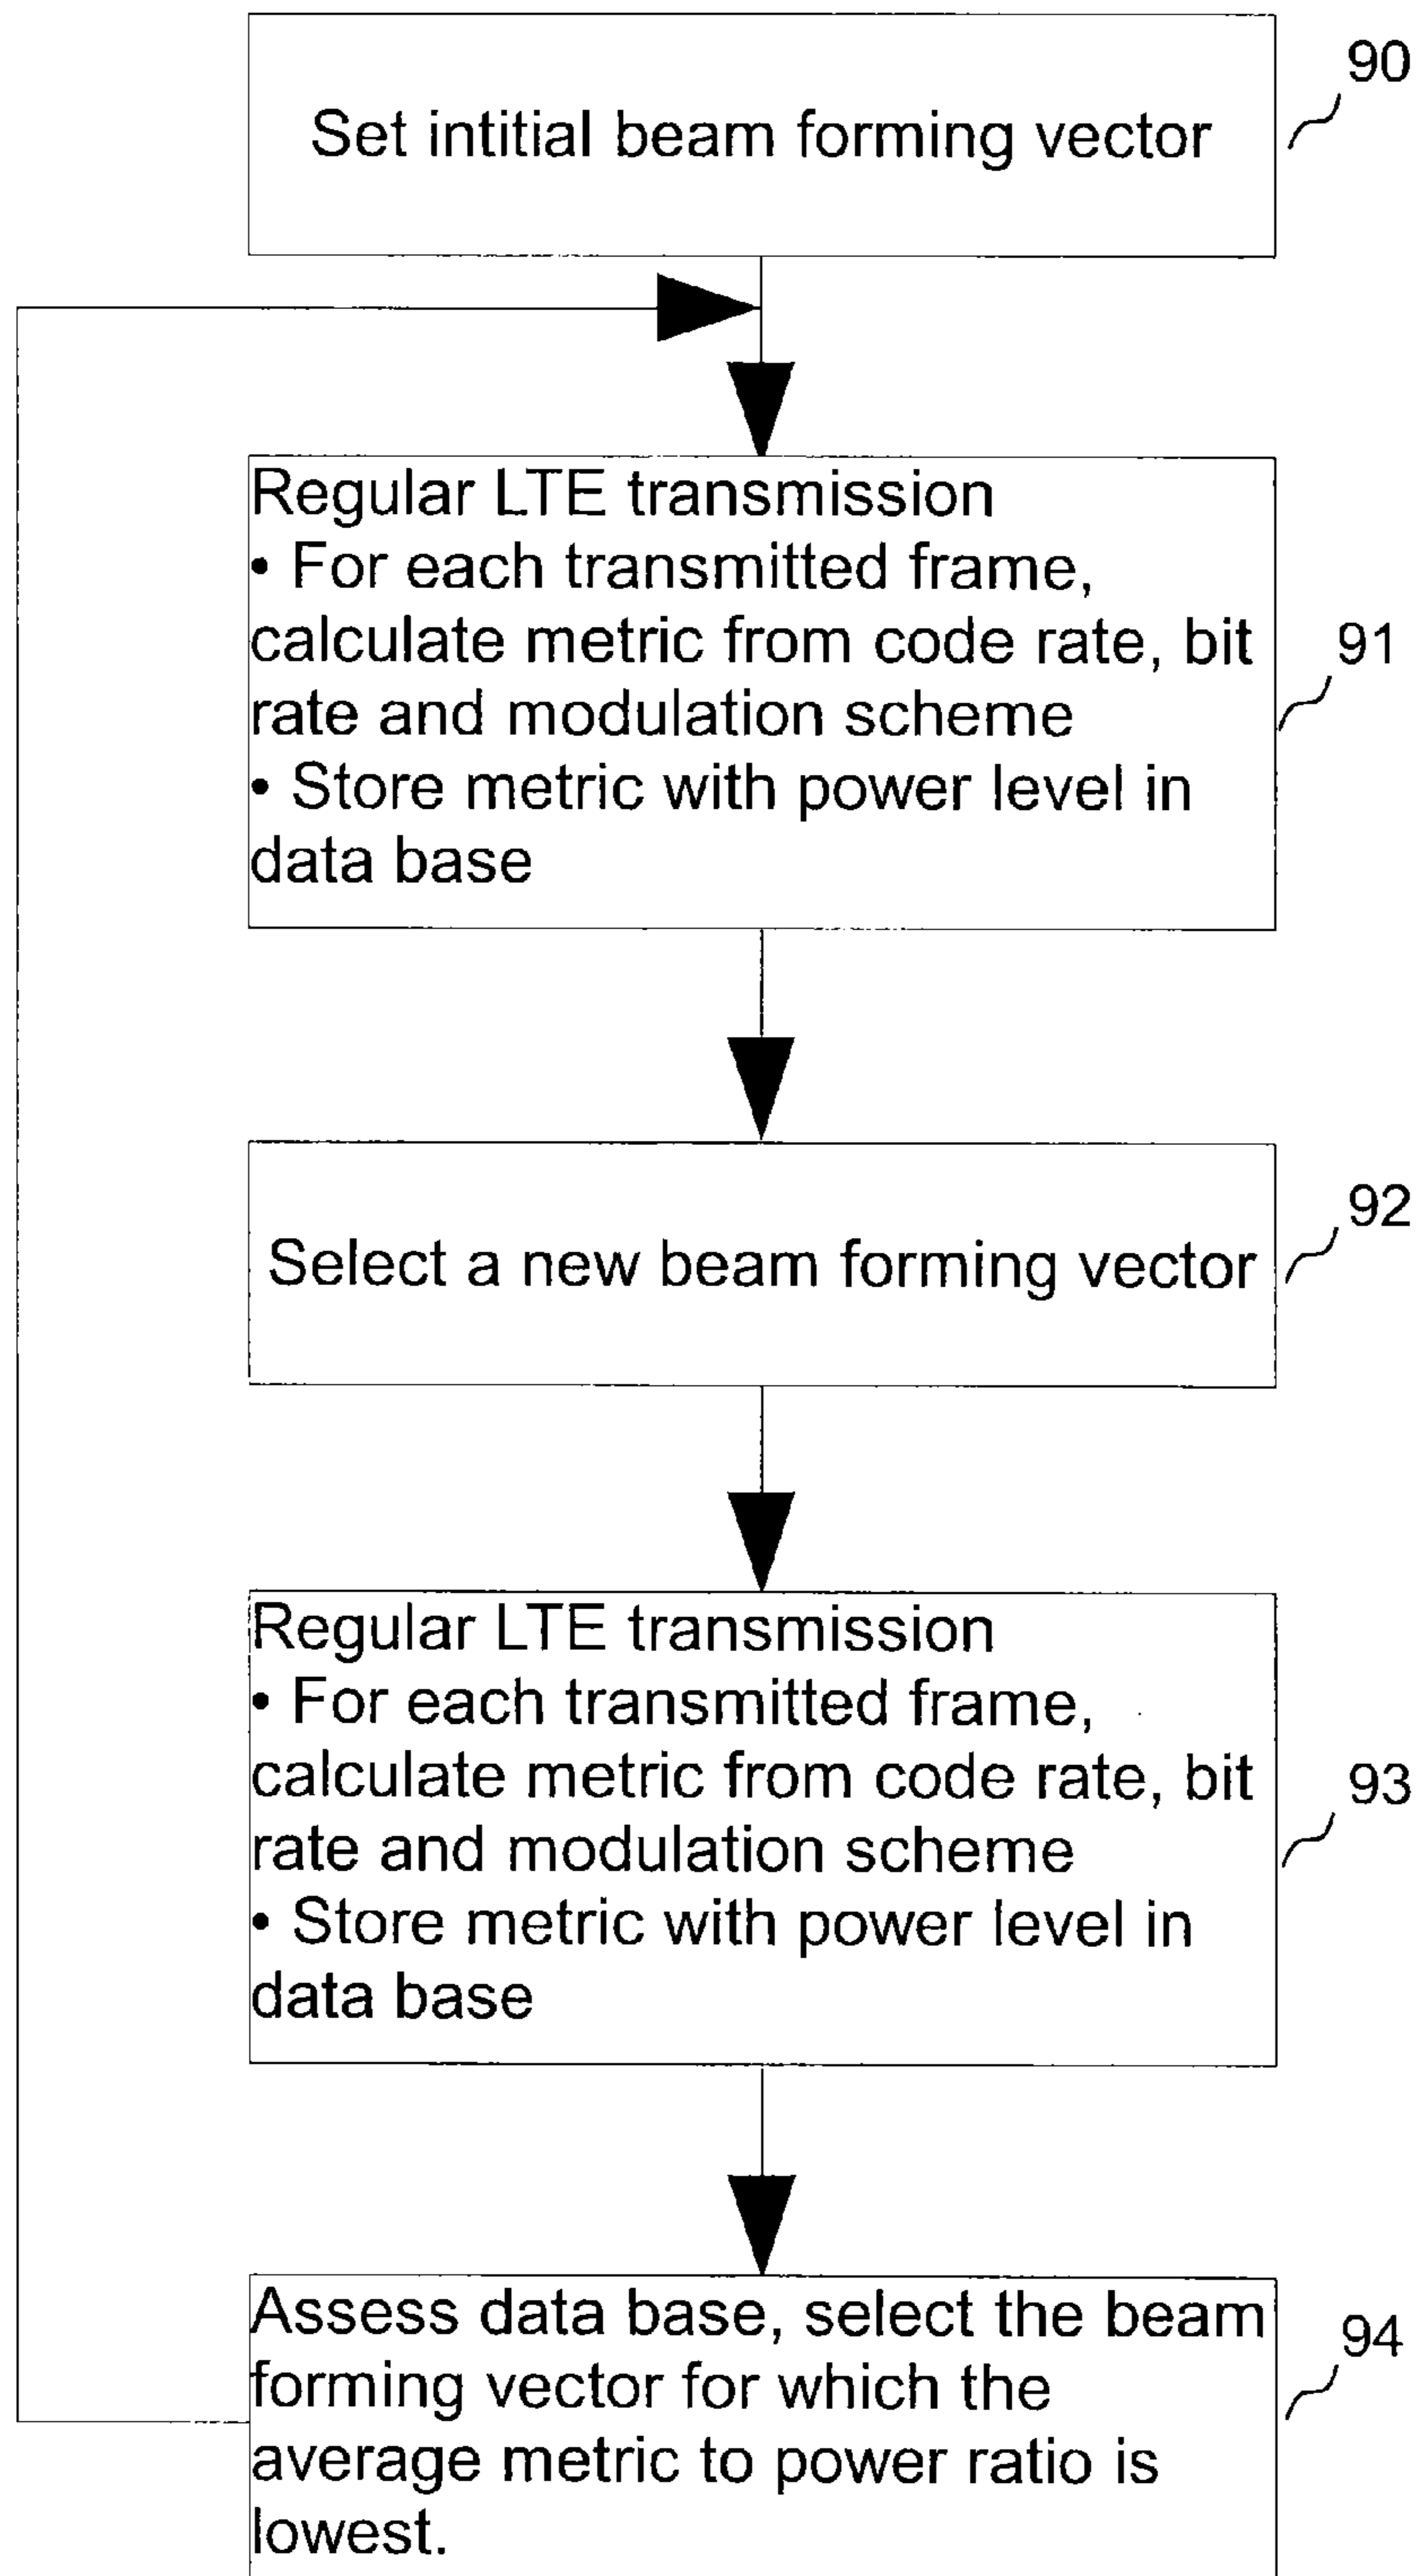 90
Set intitial beam forming vector
Regular LTE transmission
• For each transmitted frame,
calculate metric from code rate, bit
rate and modulation scheme
• Store metric with power level in
data base
91
Select a new beam forming vector
92
Regular LTE transmission
• For each transmitted frame,
calculate metric from code rate, bit
rate and modulation scheme
• Store metric with power level in
data base
93
Assess data base, select the beam
forming vector for which the
average metric to power ratio is
lowest.
94